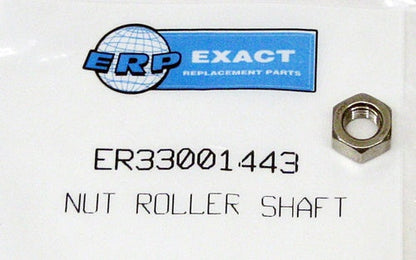 ERP EXACT
REPLACEMENT PARTS
ER33001443
NUT ROLLER SHAFT